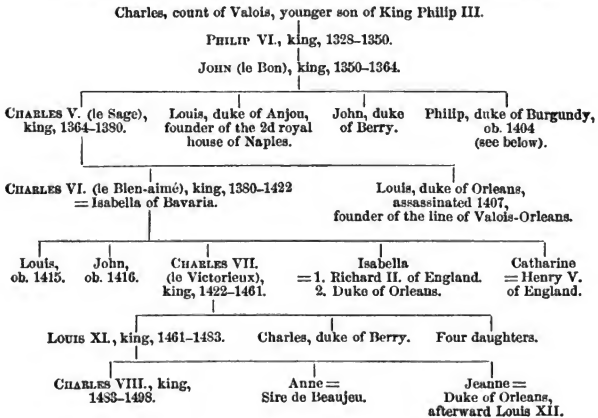 Charles, count of Valois, younger son of King Philip III.
PHILIP VI., king, 1328–1350.
JOHN (le Bon), king, 1350–1364.
CHARLES V. (le Sage), king, 1364–1380.
Louis, duke of Anjou, founder of the 2d royal house of Naples.
John, duke of Berry.
Philip, duke of Burgundy, ob. 1404 (see below).
CHARLES VI. (le Bien-aimé), king, 1380–1422
= Isabella of Bavaria.
Louis, duke of Orleans,
assassinated 1407,
founder of the line of Valois-Orleans.
Louis,
ob. 1415.
John,
ob. 1416.
CHARLES VII.
(le Victorieux),
king, 1422–1461.
Isabella
= 1. Richard II. of England.
2. Duke of Orleans.
Catharine
= Henry V.
of England.
LOUIS XI., king, 1461–1483.
Charles, duke of Berry.
Four daughters.
CHARLES VIII., king,
1483–1498.
Anne =
Sire de Beaujeu.
Jeanne =
Duke of Orleans,
afterward Louis XII.